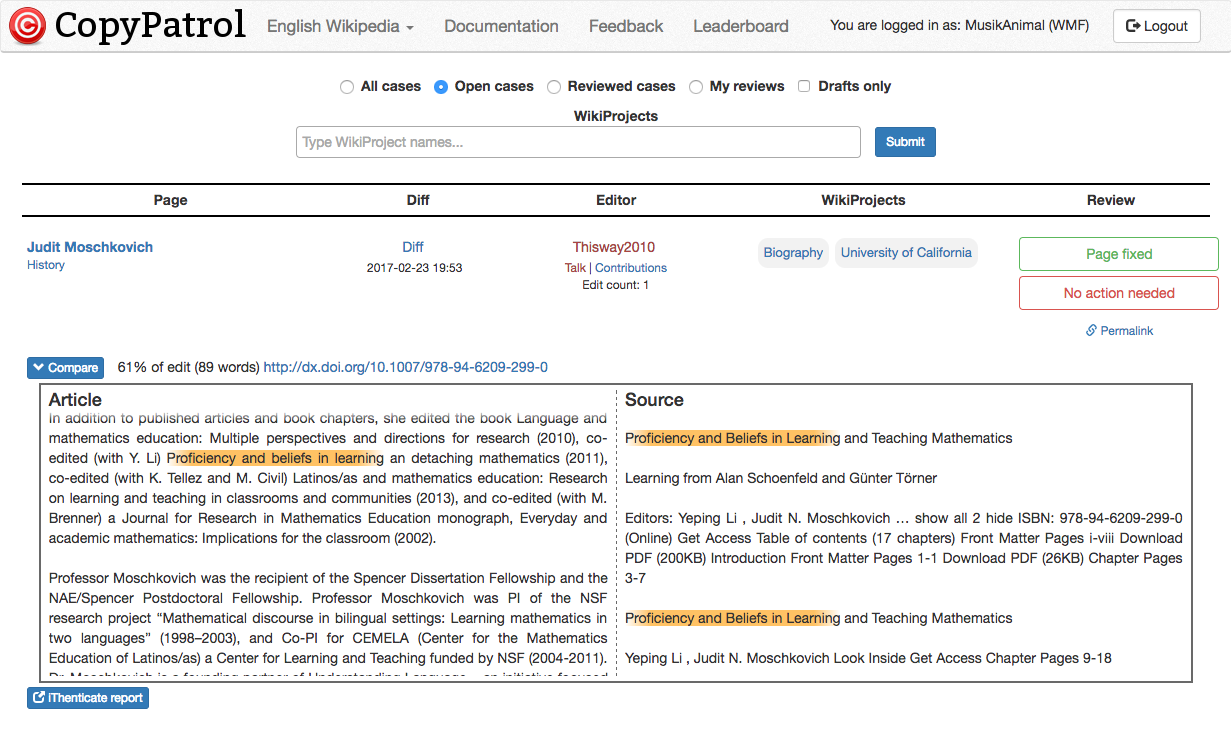 CopyPatrol English Wikipedia Documentation Feedback Leaderboard You are logged in as: MusikAnimal (WMF) Logout
All cases Open cases Reviewed cases My reviews Drafts only
WikiProjects
Type WikiProject names... Submit
Page Diff Editor WikiProjects Review
Judit Moschkovich Diff Thisway2010 Biography University of California Page fixed
History 2017-02-23 19:53 Talk | Contributions No action needed
Edit count: 1
Permalink
Compare 61% of edit (89 words) http://dx.doi.org/10.1007/978-94-6209-299-0
Article
In addition to published articles and book chapters, she edited the book Language and
mathematics education: Multiple perspectives and directions for research (2010), co-
edited (with Y. Li) Proficiency and beliefs in learning an detaching mathematics (2011),
co-edited (with K. Tellez and M. Civil) Latinos/as and mathematics education: Research
on learning and teaching in classrooms and communities (2013), and co-edited (with M.
Brenner) a Journal for Research in Mathematics Education monograph, Everyday and
academic mathematics: Implications for the classroom (2002).
Professor Moschkovich was the recipient of the Spencer Dissertation Fellowship and the
NAE/Spencer Postdoctoral Fellowship. Professor Moschkovich was PI of the NSF
research project “Mathematical discourse in bilingual settings: Learning mathematics in
two languages” (1998–2003), and Co-PI for CEMELA (Center for the Mathematics
Education of Latinos/as) a Center for Learning and Teaching funded by NSF (2004-2011).
Dr. Moschkovich is a founding partner of Understanding Language – an initiative focused
Source
Proficiency and Beliefs in Learning and Teaching Mathematics
Learning from Alan Schoenfeld and Günter Törner
Editors: Yeping Li , Judit N. Moschkovich … show all 2 hide ISBN: 978-94-6209-299-0
(Online) Get Access Table of contents (17 chapters) Front Matter Pages i-viii Download
PDF (200KB) Introduction Front Matter Pages 1-1 Download PDF (26KB) Chapter Pages
3-7
Proficiency and Beliefs in Learning and Teaching Mathematics
Yeping Li , Judit N. Moschkovich Look Inside Get Access Chapter Pages 9-18
iThenticate report